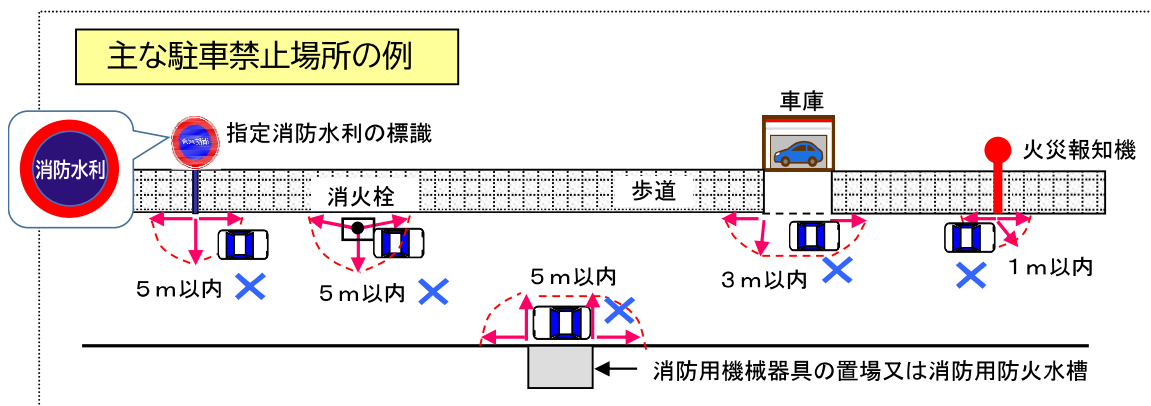 主な駐車禁止場所の例
消防水利
指定消防水利の標識
車庫
火災報知機
消火栓
歩道
５ｍ以内
５ｍ以内
５ｍ以内
３ｍ以内
１ｍ以内
消防用機械器具の置場又は消防用防火水槽